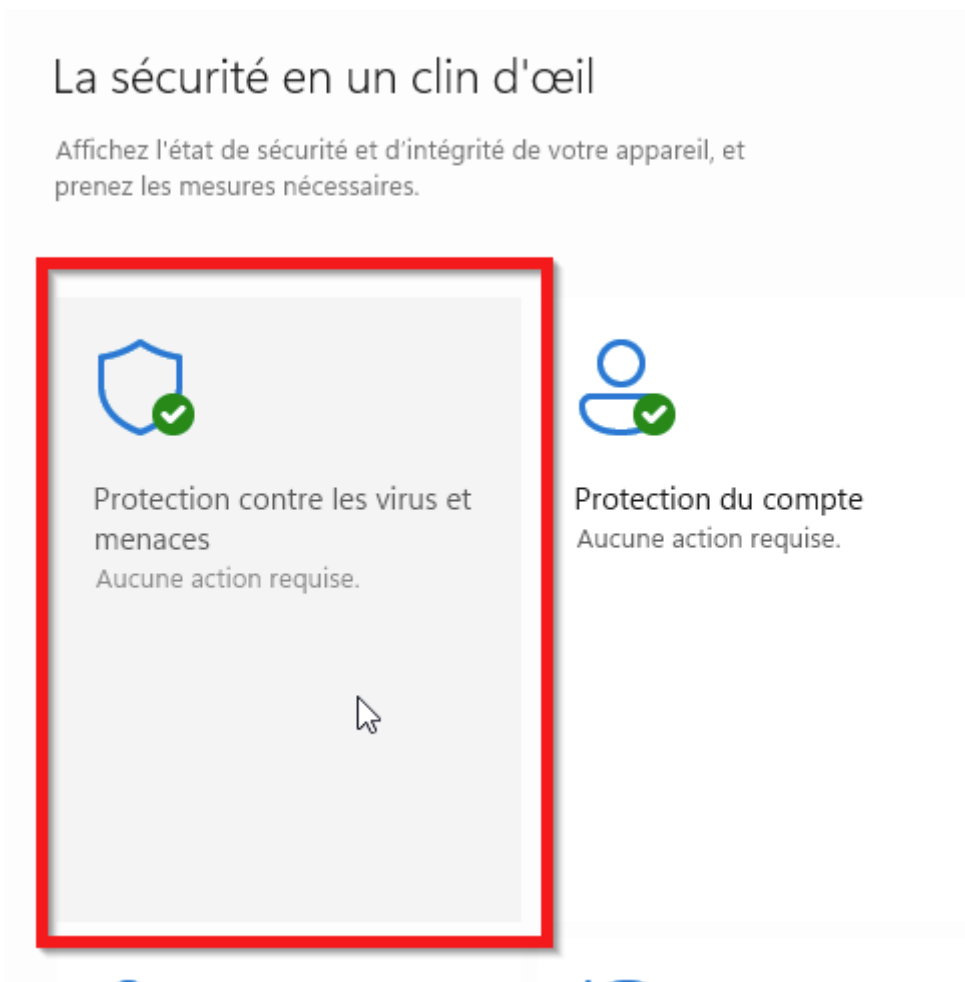 La sécurité en un clin d'œil
Affichez l'état de sécurité et d'intégrité de votre appareil, et
prenez les mesures nécessaires.
Protection contre les virus et
menaces
Aucune action requise.
Protection du compte
Aucune action requise.